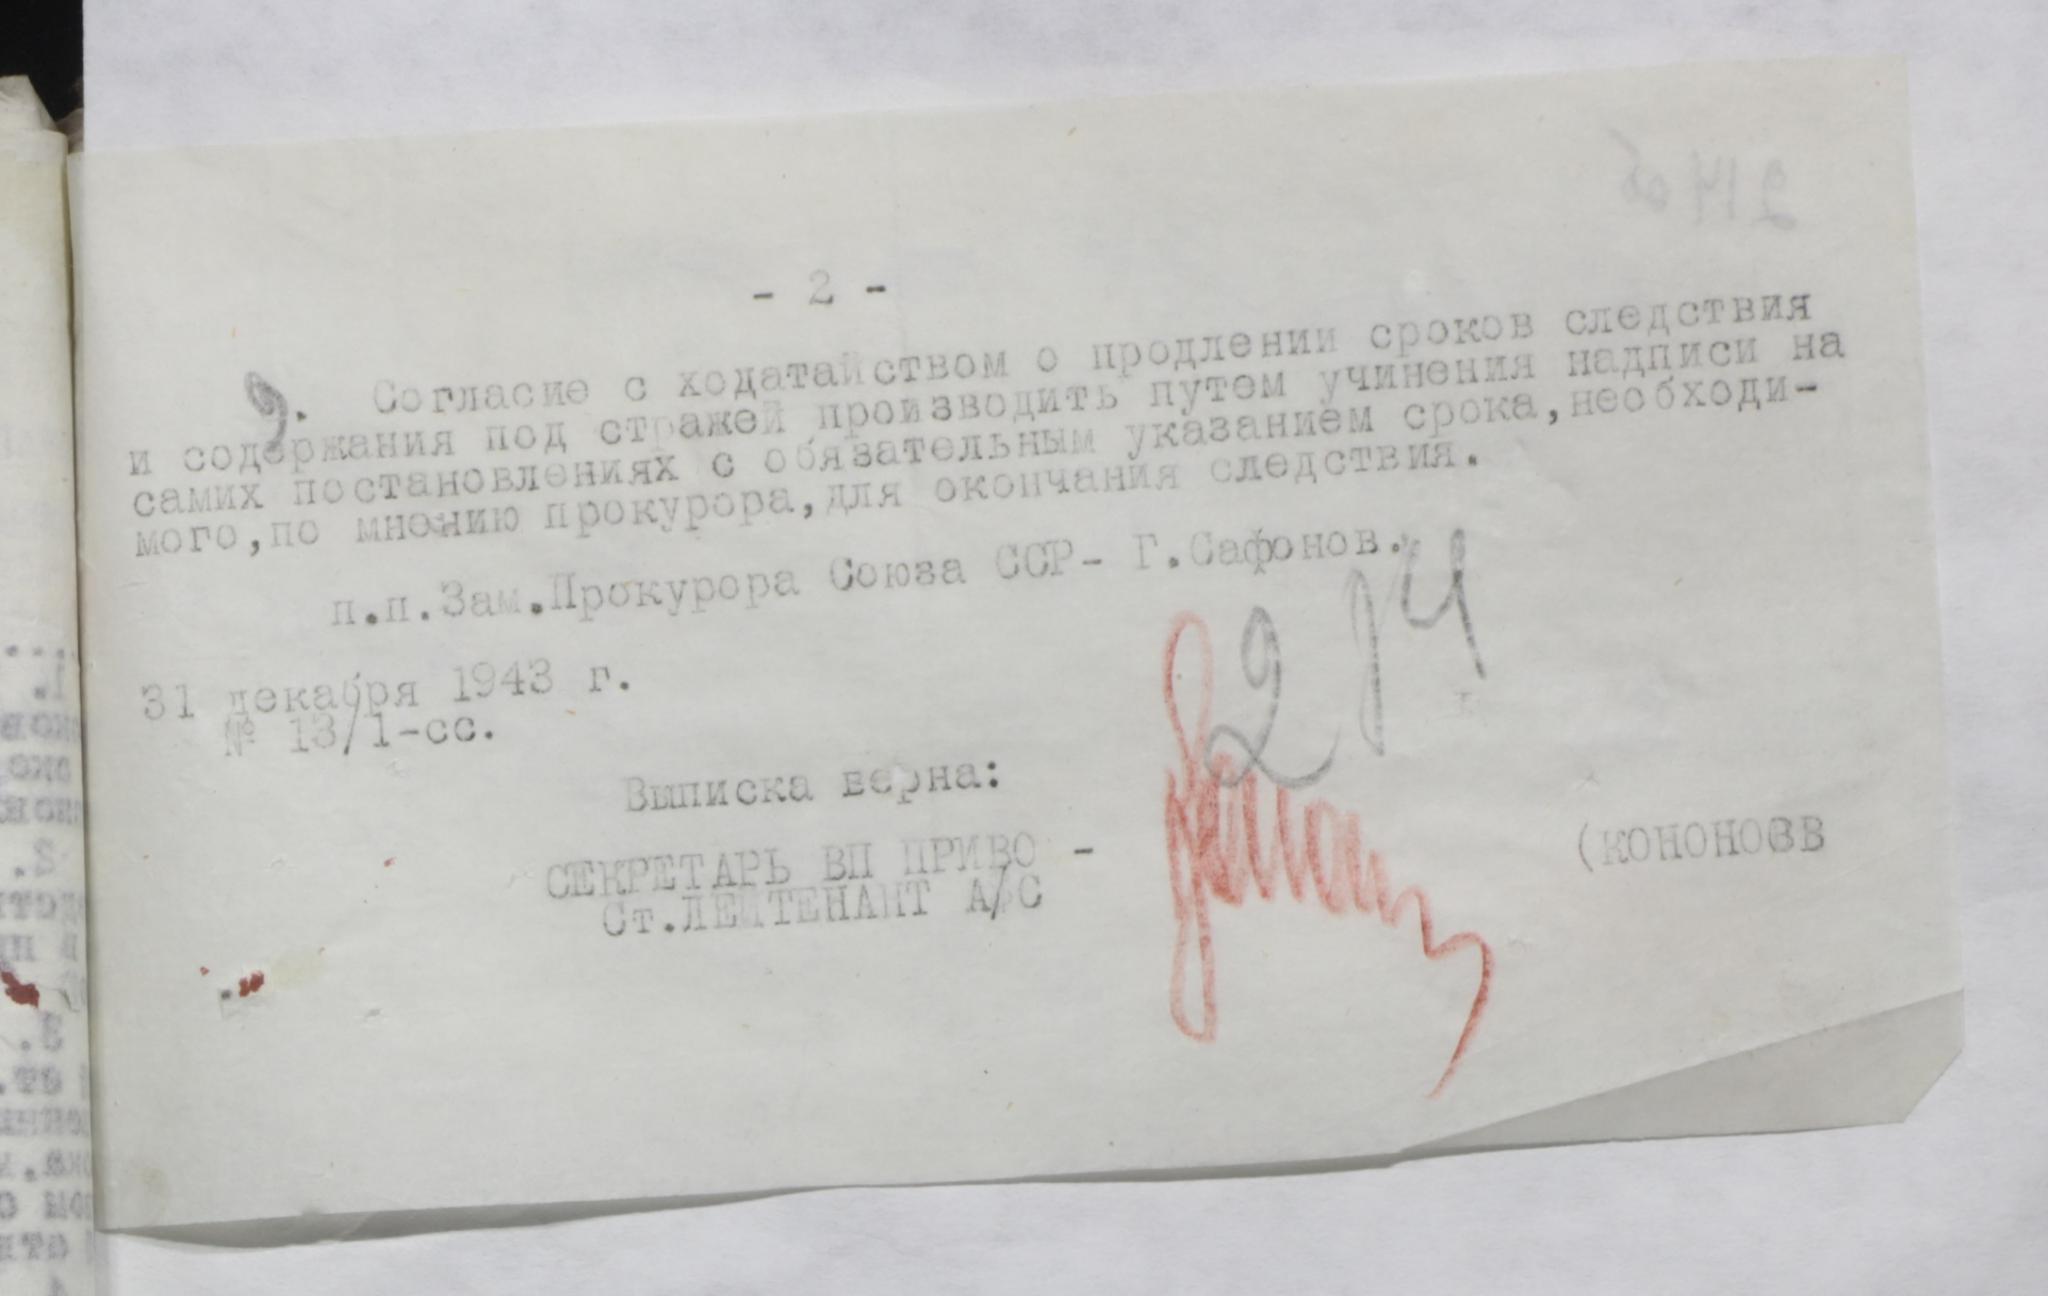 - 2 -
9. Согласие с ходатайством о продлении сроков следствия
и содержания под стражей производить путем учинения надписи на
самих постановлениях с обязательным указанием срока,необходи-
мого,по мнению прокурора,для окончания следствия.
п.п.Зам.Прокурора Союза ССР- Г.Сафонов.
214
31 декабря 1943 г.
№ 13/1-сс.
Выписка верна:
СЕКРЕТАРЬ ВП ПРИВО -
Ст.ЛЕЙТЕНАНТ А/С
(КОНОНОВВ